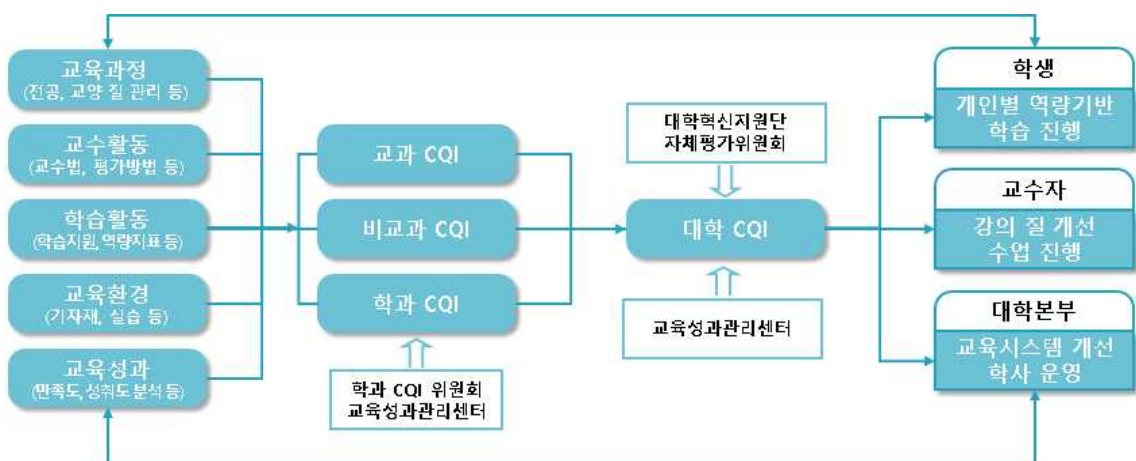 교육과정
(전공, 교양 질 관리 등)
교수활동
(교수법, 평가방법 등)
학습활동
(학습지원, 역량지표 등)
교육환경
(기자재, 실습 등)
교육성과
(만족도, 성취도 분석 등)
교과 CQI
비교과 CQI
학과 CQI
학과 CQI 위원회
교육성과관리센터
대학혁신지원단
자체평가위원회
대학 CQI
교육성과관리센터
학생
개인별 역량기반
학습 진행
교수자
강의 질 개선
수업 진행
대학본부
교육시스템 개선
학사 운영